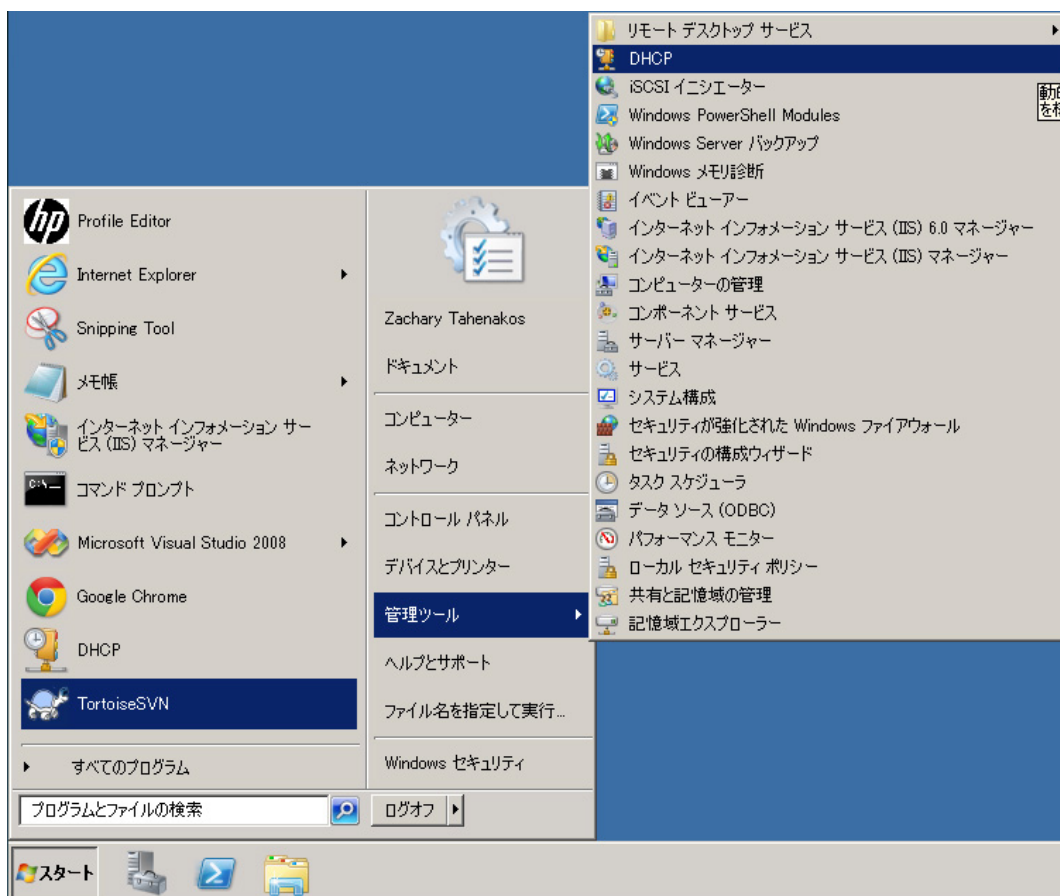 hp
Profile Editor
Internet Explorer
Snipping Tool
メモ帳
インターネット インフォメーション サー
ビス (IIS) マネージャー
コマンド プロンプト
Microsoft Visual Studio 2008
Google Chrome
DHCP
TortoiseSVN
すべてのプログラム
プログラムとファイルの検索
Zachary Tahenakos
ドキュメント
コンピューター
ネットワーク
コントロール パネル
デバイスとプリンター
管理ツール
ヘルプとサポート
ファイル名を指定して実行...
Windows セキュリティ
ログオフ
リモート デスクトップ サービス
DHCP
iSCSI イニシエーター
Windows PowerShell Modules
Windows Server バックアップ
Windows メモリ診断
イベント ビューアー
インターネット インフォメーション サービス (IIS) 6.0 マネージャー
インターネット インフォメーション サービス (IIS) マネージャー
コンピューターの管理
コンポーネント サービス
サーバー マネージャー
サービス
システム構成
セキュリティが強化された Windows ファイアウォール
セキュリティの構成ウィザード
タスク スケジューラ
データ ソース (ODBC)
パフォーマンス モニター
ローカル セキュリティ ポリシー
共有と記憶域の管理
記憶域エクスプローラー
スタート